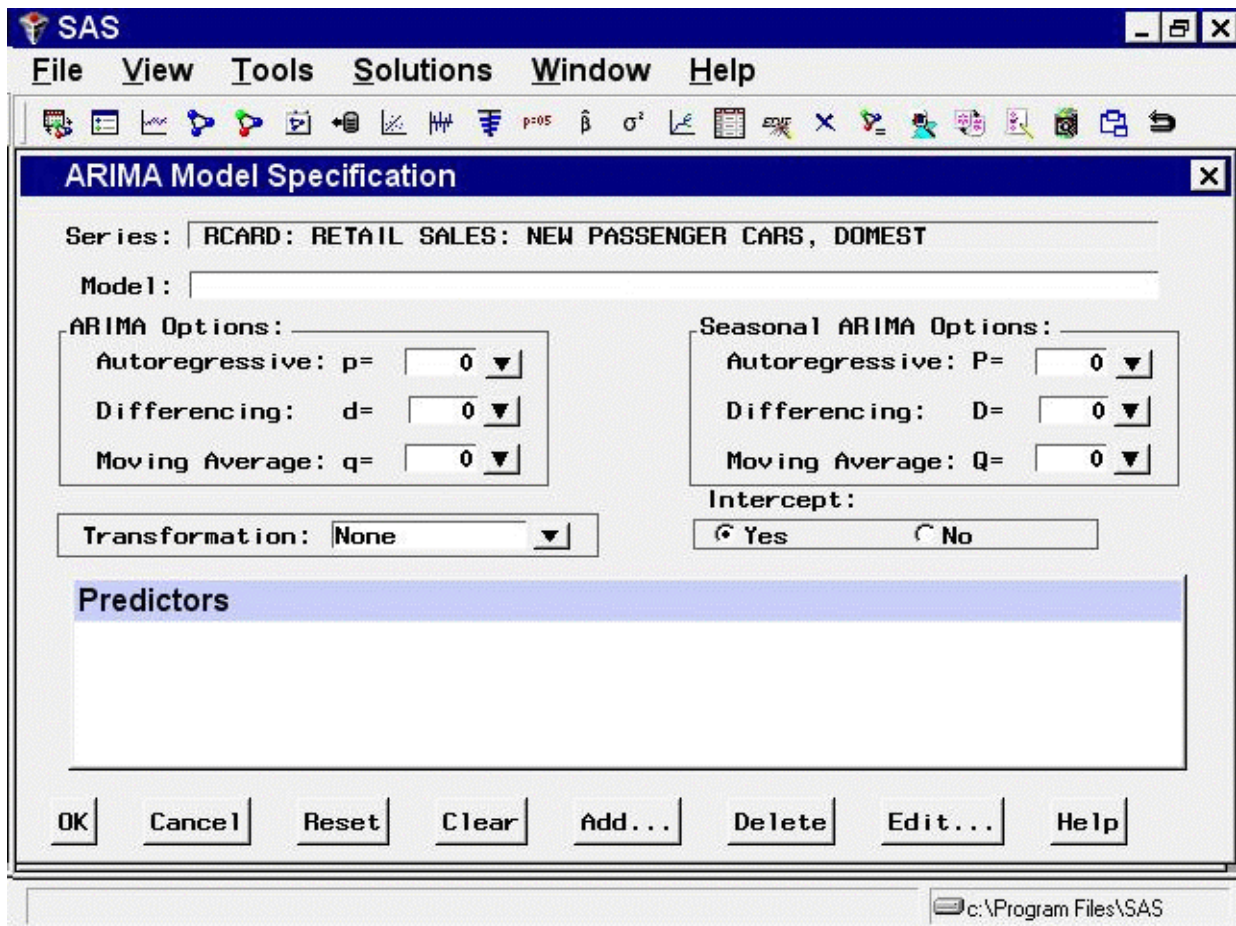 SAS
File View Tools Solutions Window Help
p=05 β̂ σ² EDIT
ARIMA Model Specification
Series: RCARD: RETAIL SALES: NEW PASSENGER CARS, DOMEST
Model:
ARIMA Options: Seasonal ARIMA Options:
Autoregressive: p= 0 Autoregressive: P= 0
Differencing: d= 0 Differencing: D= 0
Moving Average: q= 0 Moving Average: Q= 0
Intercept:
Transformation: None Yes No
Predictors
OK Cancel Reset Clear Add... Delete Edit... Help
c:\Program Files\SAS